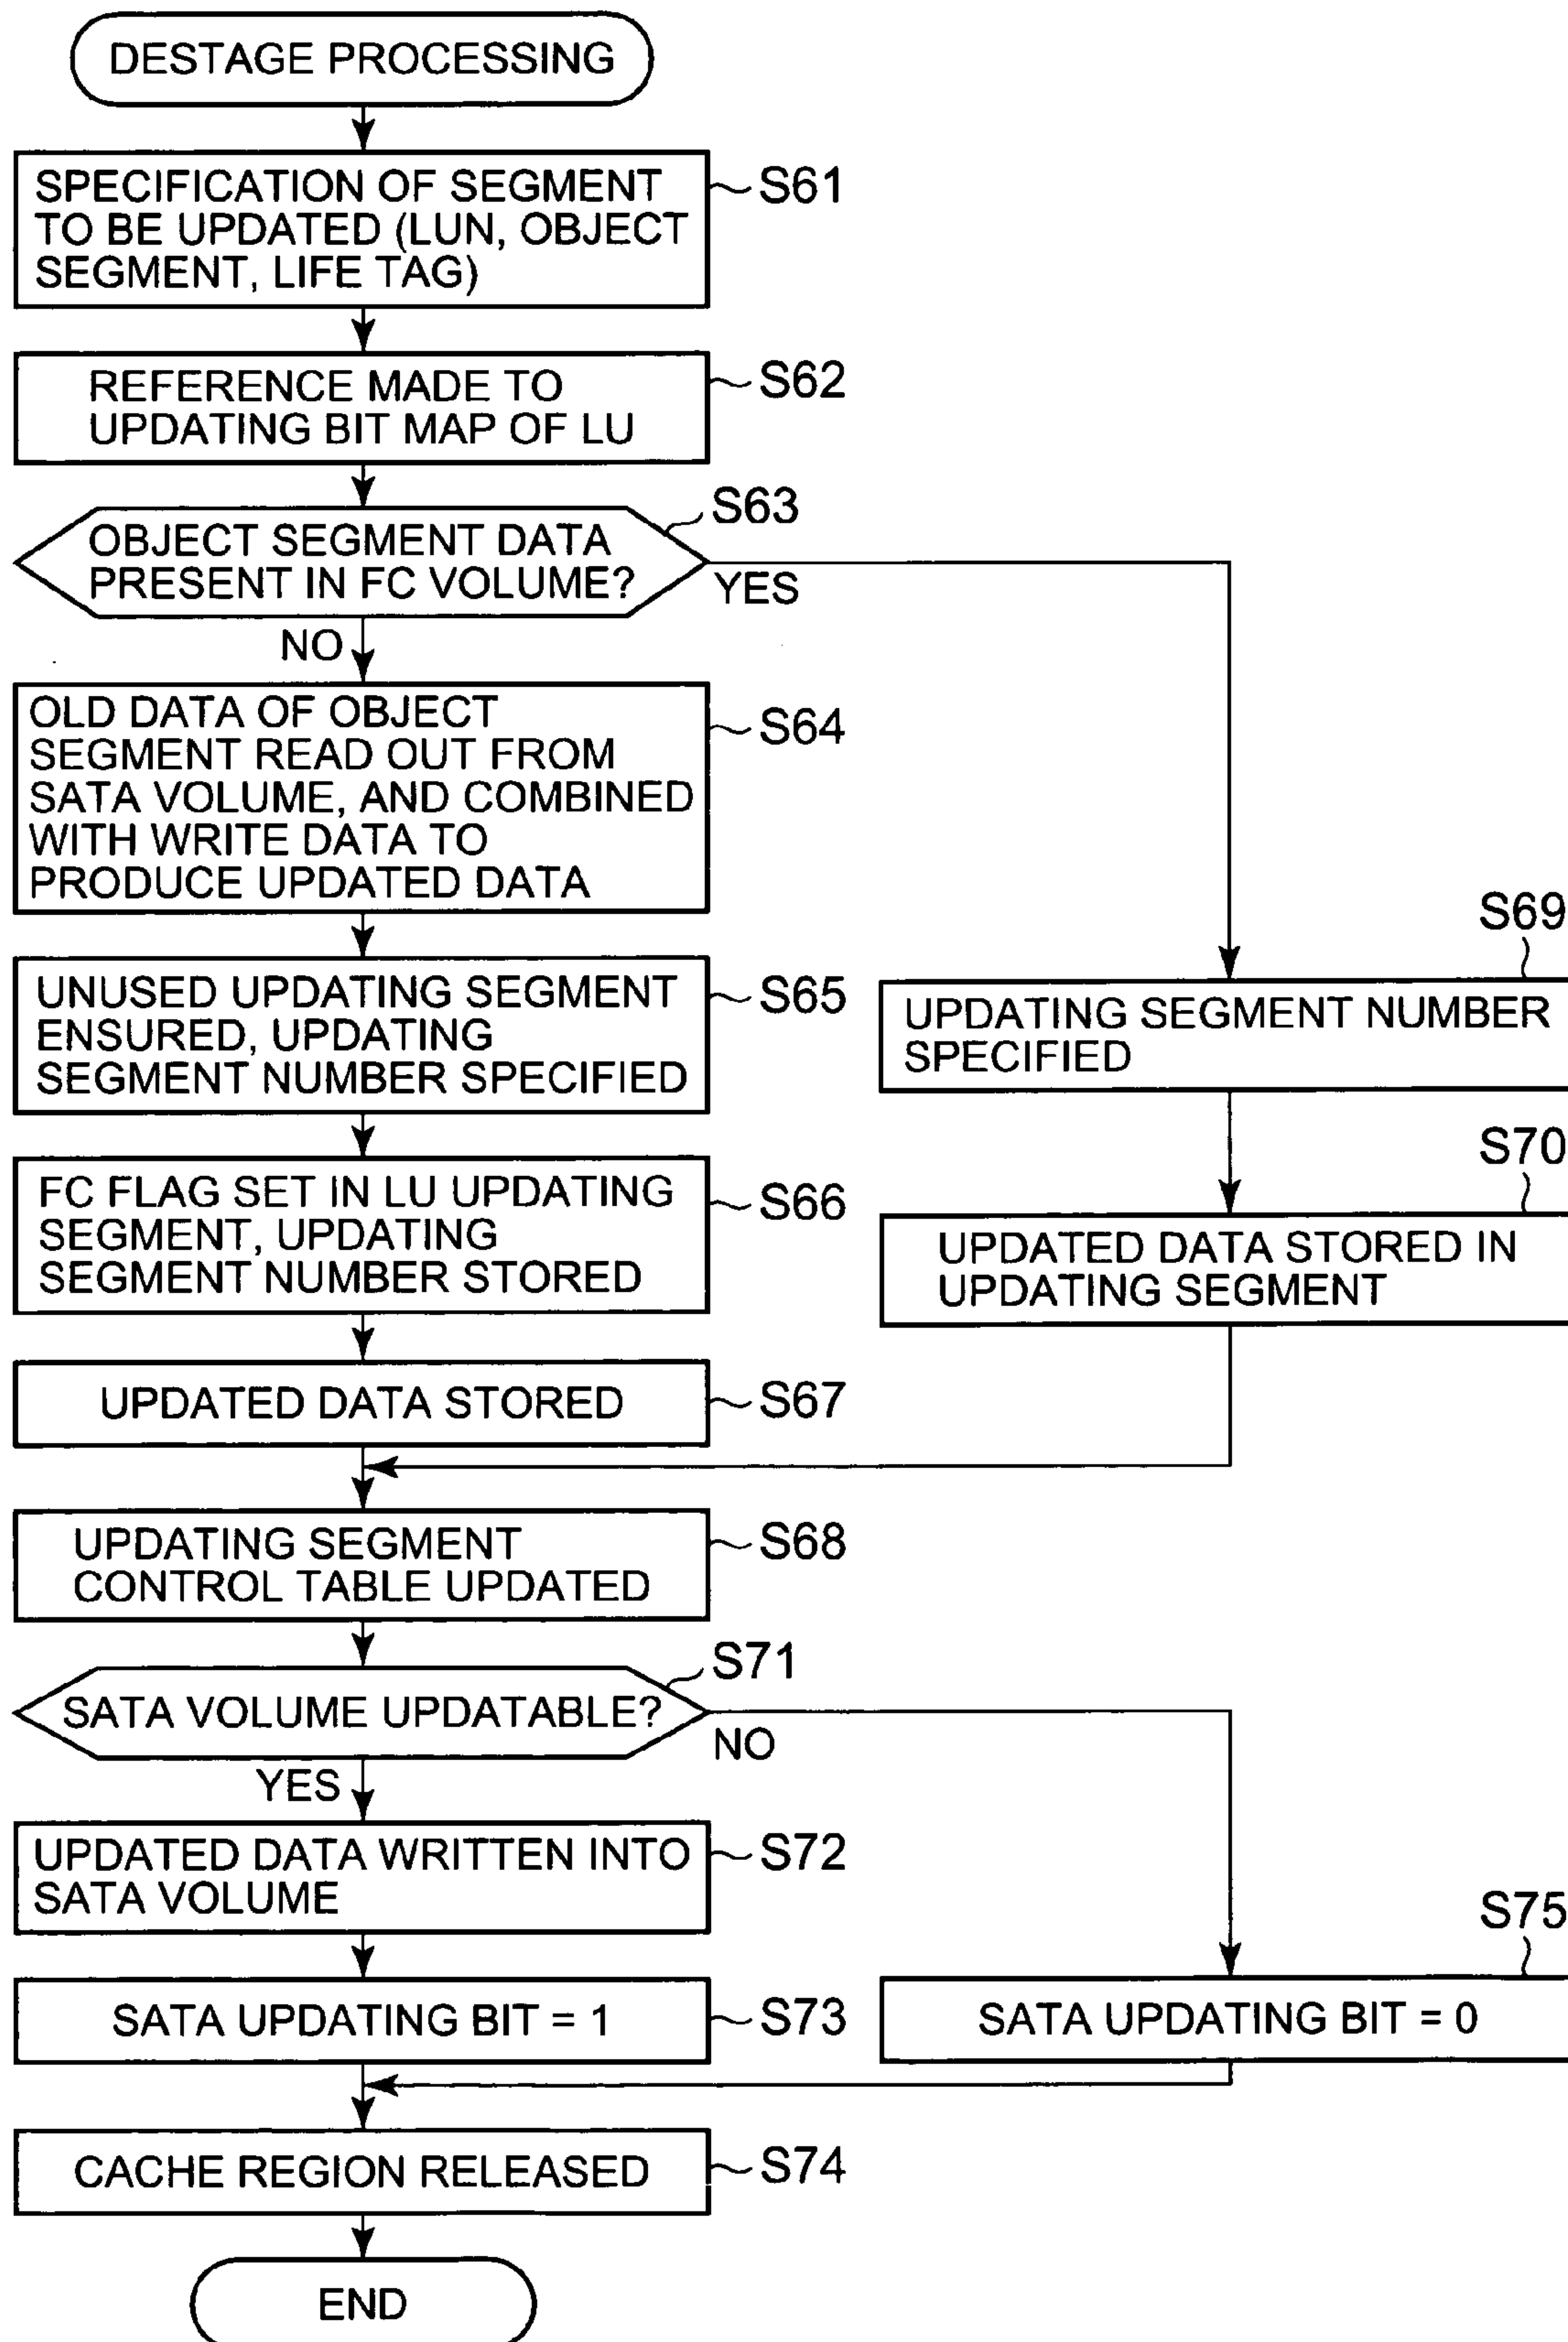 DESTAGE PROCESSING
SPECIFICATION OF SEGMENT
TO BE UPDATED (LUN, OBJECT
SEGMENT, LIFE TAG)
S61
REFERENCE MADE TO
UPDATING BIT MAP OF LU
S62
S63
OBJECT SEGMENT DATA
PRESENT IN FC VOLUME?
YES
NO
OLD DATA OF OBJECT
SEGMENT READ OUT FROM
SATA VOLUME, AND COMBINED
WITH WRITE DATA TO
PRODUCE UPDATED DATA
S64
UNUSED UPDATING SEGMENT
ENSURED, UPDATING
SEGMENT NUMBER SPECIFIED
S65
S69
UPDATING SEGMENT NUMBER
SPECIFIED
FC FLAG SET IN LU UPDATING
SEGMENT, UPDATING
SEGMENT NUMBER STORED
S66
S70
UPDATED DATA STORED IN
UPDATING SEGMENT
UPDATED DATA STORED
S67
UPDATING SEGMENT
CONTROL TABLE UPDATED
S68
S71
SATA VOLUME UPDATABLE?
NO
YES
UPDATED DATA WRITTEN INTO
SATA VOLUME
S72
SATA UPDATING BIT = 1
S73
S75
SATA UPDATING BIT = 0
CACHE REGION RELEASED
S74
END